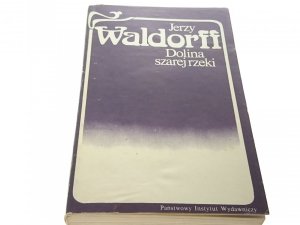 Jerzy
Waldorff
Dolina
szarej rzeki
Państwowy Instytut Wydawniczy